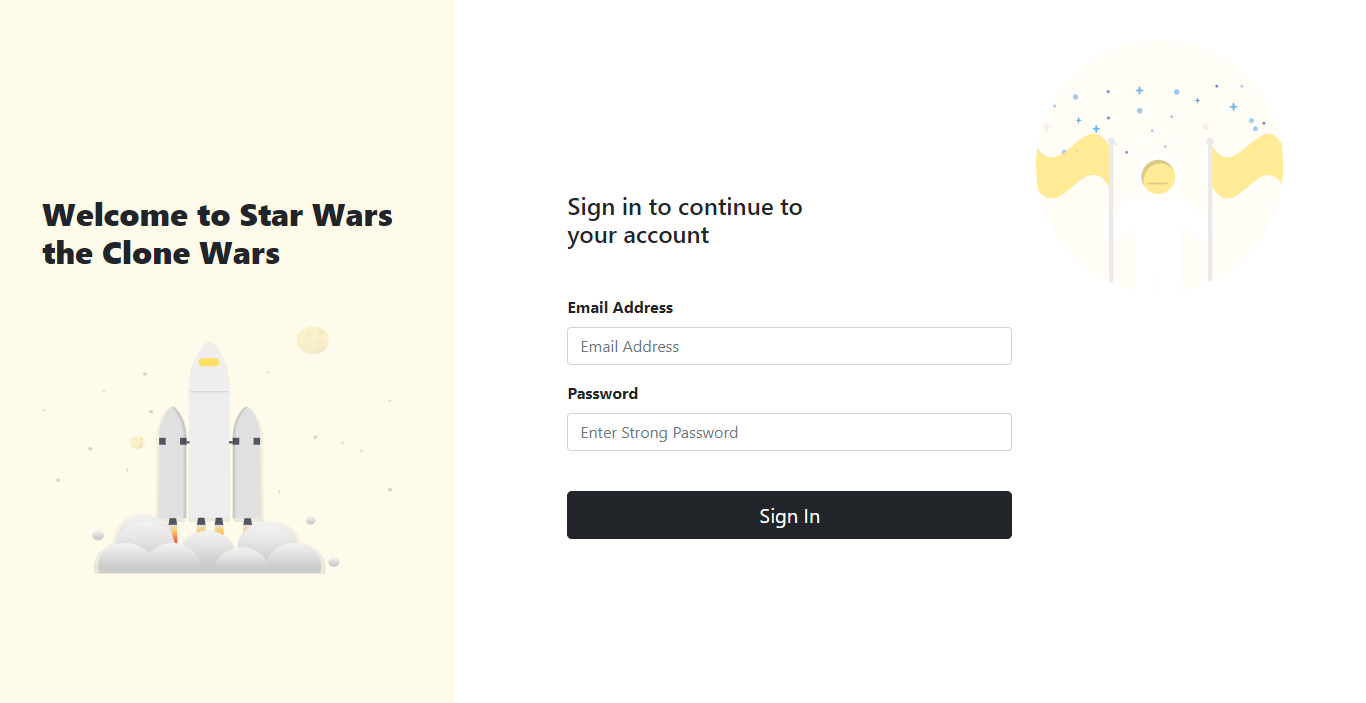 Welcome to Star Wars
the Clone Wars
Sign in to continue to
your account
Email Address
Email Address
Password
Enter Strong Password
Sign In